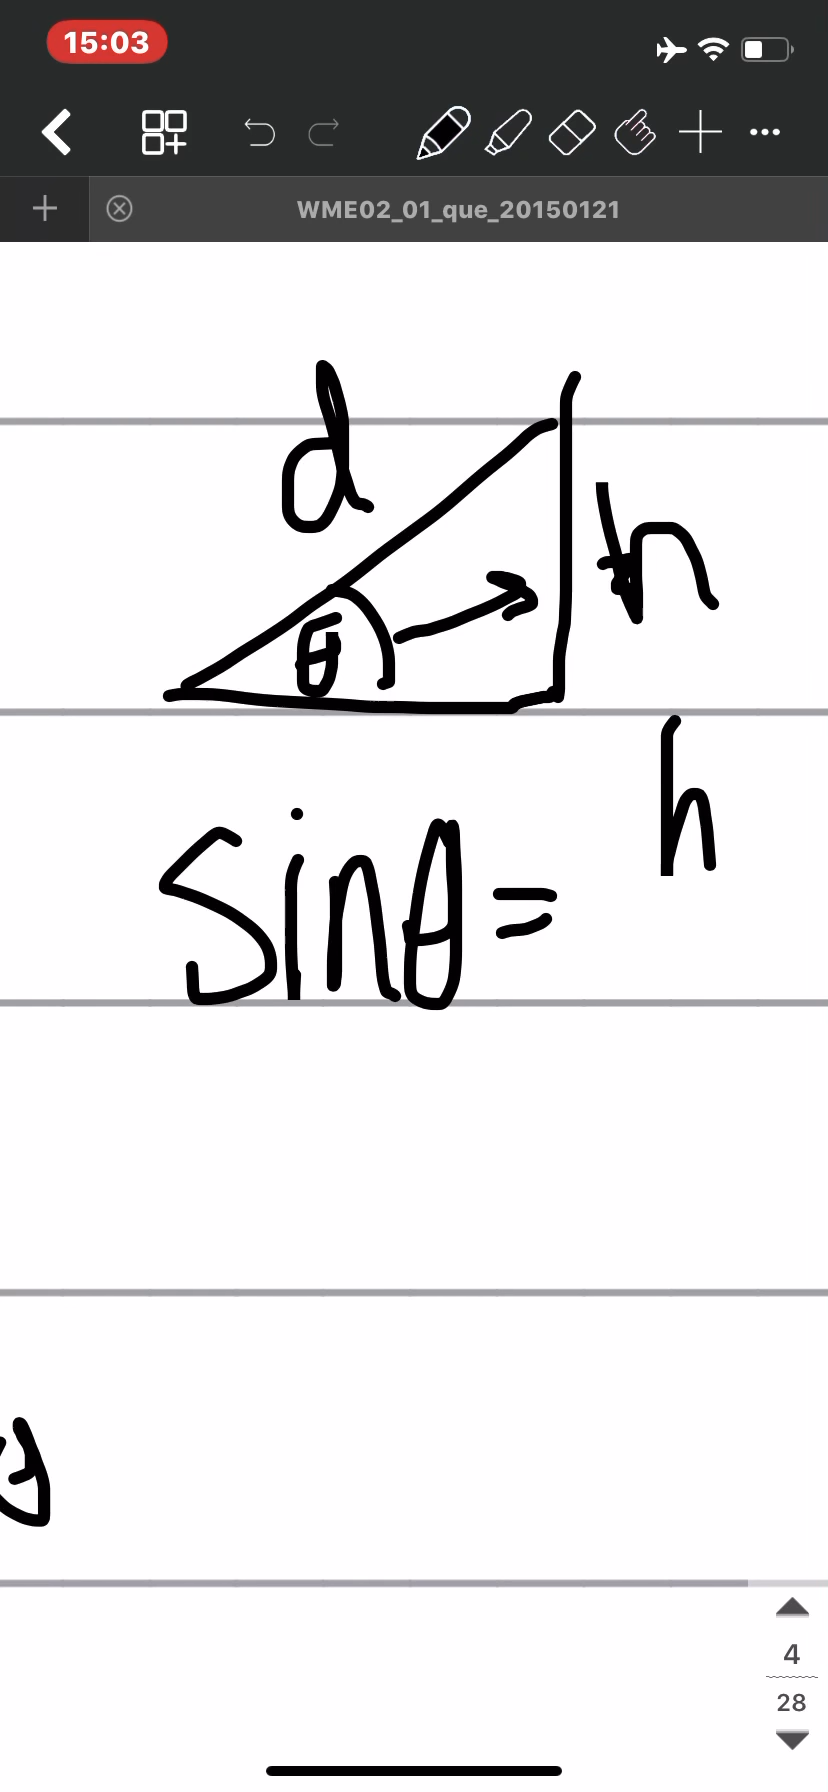 15:03
WME02_01_que_20150121
d
h
θ
h
sinθ=
4
28